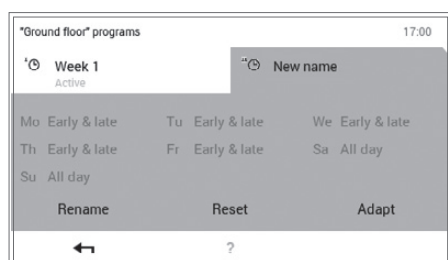 "Ground floor" programs 17:00
Week 1 New name
Active
Mo Early & late Tu Early & late We Early & late
Th Early & late Fr Early & late Sa All day
Su All day
Rename Reset Adapt
?